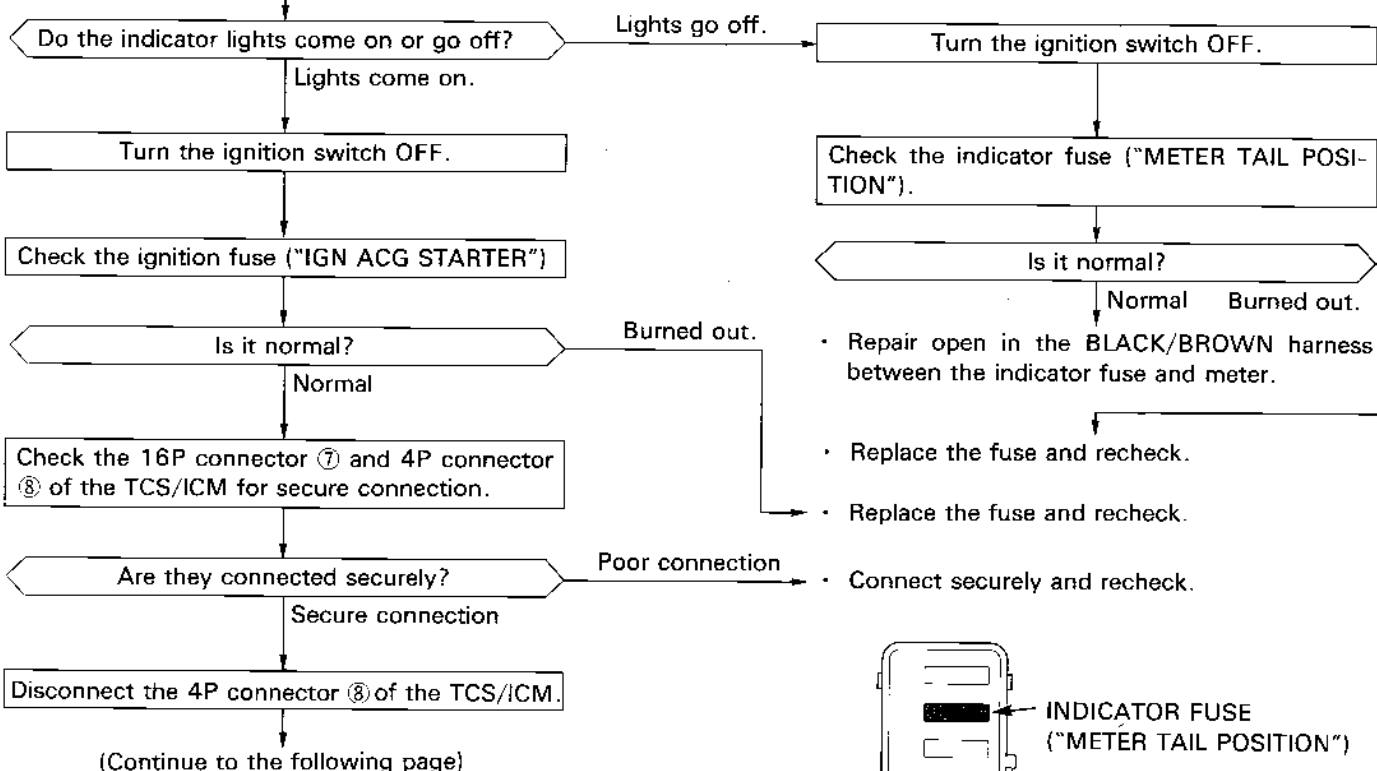 Do the indicator lights come on or go off?
Lights go off.
Turn the ignition switch OFF.
Lights come on.
Turn the ignition switch OFF.
Check the indicator fuse ("METER TAIL POSI-
TION").
Check the ignition fuse ("IGN ACG STARTER")
Is it normal?
Normal
Burned out.
Is it normal?
Burned out.
Normal
· Repair open in the BLACK/BROWN harness
between the indicator fuse and meter.
Check the 16P connector ⑦ and 4P connector
⑧ of the TCS/ICM for secure connection.
· Replace the fuse and recheck.
· Replace the fuse and recheck.
Are they connected securely?
Poor connection
· Connect securely and recheck.
Secure connection
Disconnect the 4P connector ⑧ of the TCS/ICM.
(Continue to the following page)
INDICATOR FUSE
("METER TAIL POSITION")